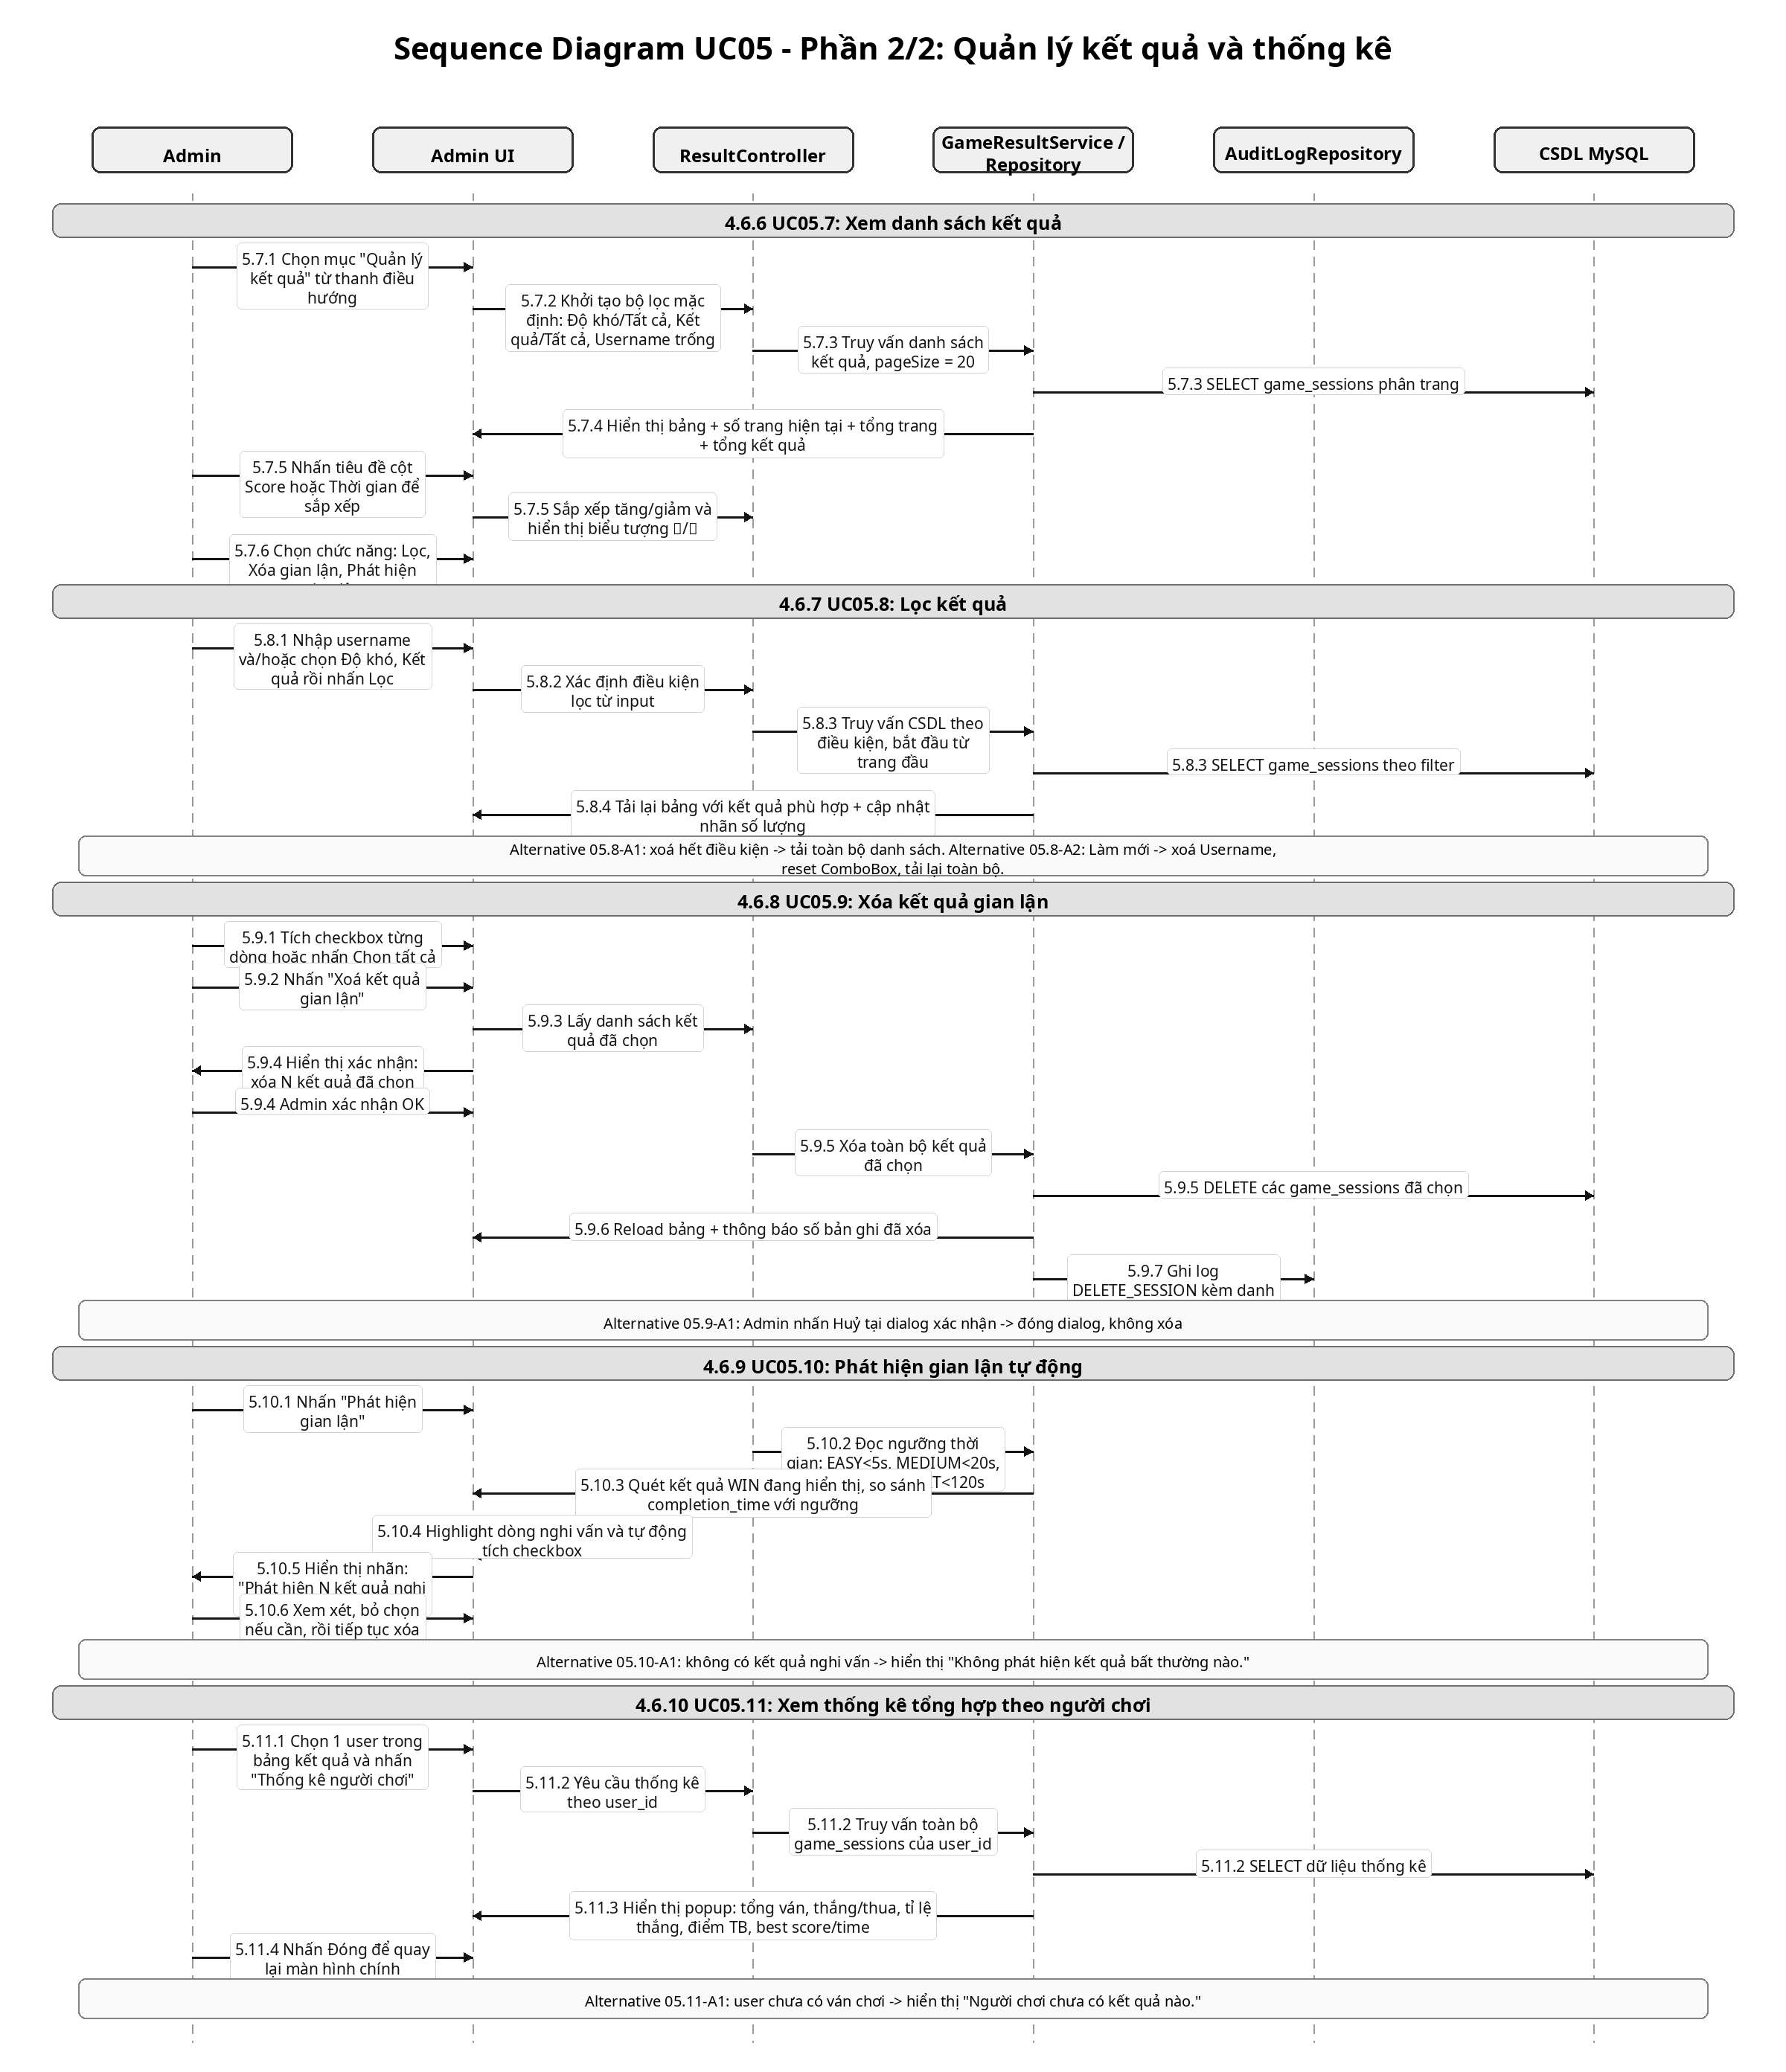 Sequence Diagram UC05 - Phần 2/2: Quản lý kết quả và thống kê
Admin
Admin UI
ResultController
GameResultService /
Repository
AuditLogRepository
CSDL MySQL
4.6.6 UC05.7: Xem danh sách kết quả
5.7.1 Chọn mục "Quản lý
kết quả" từ thanh điều
hướng
5.7.2 Khởi tạo bộ lọc mặc
định: Độ khó/Tất cả, Kết
quả/Tất cả, Username trống
5.7.3 Truy vấn danh sách
kết quả, pageSize = 20
5.7.3 SELECT game_sessions phân trang
5.7.4 Hiển thị bảng + số trang hiện tại + tổng trang
+ tổng kết quả
5.7.5 Nhấn tiêu đề cột
Score hoặc Thời gian để
sắp xếp
5.7.5 Sắp xếp tăng/giảm và
hiển thị biểu tượng ▯/▯
5.7.6 Chọn chức năng: Lọc,
Xóa gian lận, Phát hiện
4.6.7 UC05.8: Lọc kết quả
5.8.1 Nhập username
và/hoặc chọn Độ khó, Kết
quả rồi nhấn Lọc
5.8.2 Xác định điều kiện
lọc từ input
5.8.3 Truy vấn CSDL theo
điều kiện, bắt đầu từ
trang đầu
5.8.3 SELECT game_sessions theo filter
5.8.4 Tải lại bảng với kết quả phù hợp + cập nhật
nhãn số lượng
Alternative 05.8-A1: xoá hết điều kiện -> tải toàn bộ danh sách. Alternative 05.8-A2: Làm mới -> xoá Username,
reset ComboBox, tải lại toàn bộ.
4.6.8 UC05.9: Xóa kết quả gian lận
5.9.1 Tích checkbox từng
dòng hoặc nhấn Chọn tất cả
5.9.2 Nhấn "Xoá kết quả
gian lận"
5.9.3 Lấy danh sách kết
quả đã chọn
5.9.4 Hiển thị xác nhận:
xóa N kết quả đã chọn
5.9.4 Admin xác nhận OK
5.9.5 Xóa toàn bộ kết quả
đã chọn
5.9.5 DELETE các game_sessions đã chọn
5.9.6 Reload bảng + thông báo số bản ghi đã xóa
5.9.7 Ghi log
DELETE_SESSION kèm danh
Alternative 05.9-A1: Admin nhấn Huỷ tại dialog xác nhận -> đóng dialog, không xóa
4.6.9 UC05.10: Phát hiện gian lận tự động
5.10.1 Nhấn "Phát hiện
gian lận"
5.10.2 Đọc ngưỡng thời
gian: EASY<5s, MEDIUM<20s,
T<120s
5.10.3 Quét kết quả WIN đang hiển thị, so sánh
completion_time với ngưỡng
5.10.4 Highlight dòng nghi vấn và tự động
tích checkbox
5.10.5 Hiển thị nhãn:
"Phát hiện N kết quả nghi
5.10.6 Xem xét, bỏ chọn
nếu cần, rồi tiếp tục xóa
Alternative 05.10-A1: không có kết quả nghi vấn -> hiển thị "Không phát hiện kết quả bất thường nào."
4.6.10 UC05.11: Xem thống kê tổng hợp theo người chơi
5.11.1 Chọn 1 user trong
bảng kết quả và nhấn
"Thống kê người chơi"
5.11.2 Yêu cầu thống kê
theo user_id
5.11.2 Truy vấn toàn bộ
game_sessions của user_id
5.11.2 SELECT dữ liệu thống kê
5.11.3 Hiển thị popup: tổng ván, thắng/thua, tỉ lệ
thắng, điểm TB, best score/time
5.11.4 Nhấn Đóng để quay
lại màn hình chính
Alternative 05.11-A1: user chưa có ván chơi -> hiển thị "Người chơi chưa có kết quả nào."